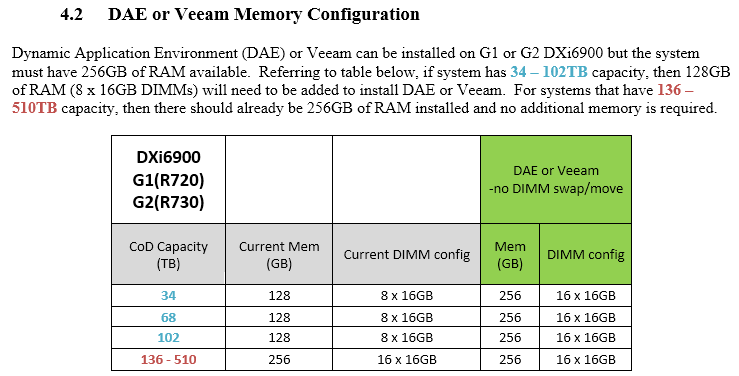 4.2 DAE or Veeam Memory Configuration
Dynamic Application Environment (DAE) or Veeam can be installed on G1 or G2 DXi6900 but the system
must have 256GB of RAM available. Referring to table below, if system has 34 – 102TB capacity, then 128GB
of RAM (8 x 16GB DIMMs) will need to be added to install DAE or Veeam. For systems that have 136 –
510TB capacity, then there should already be 256GB of RAM installed and no additional memory is required.
DXi6900
G1(R720)
G2(R730)
DAE or Veeam
-no DIMM swap/move
CoD Capacity
(TB)
Current Mem
(GB)
Current DIMM config
Mem
(GB)
DIMM config
34 128 8 x 16GB 256 16 x 16GB
68 128 8 x 16GB 256 16 x 16GB
102 128 8 x 16GB 256 16 x 16GB
136 - 510 256 16 x 16GB 256 16 x 16GB